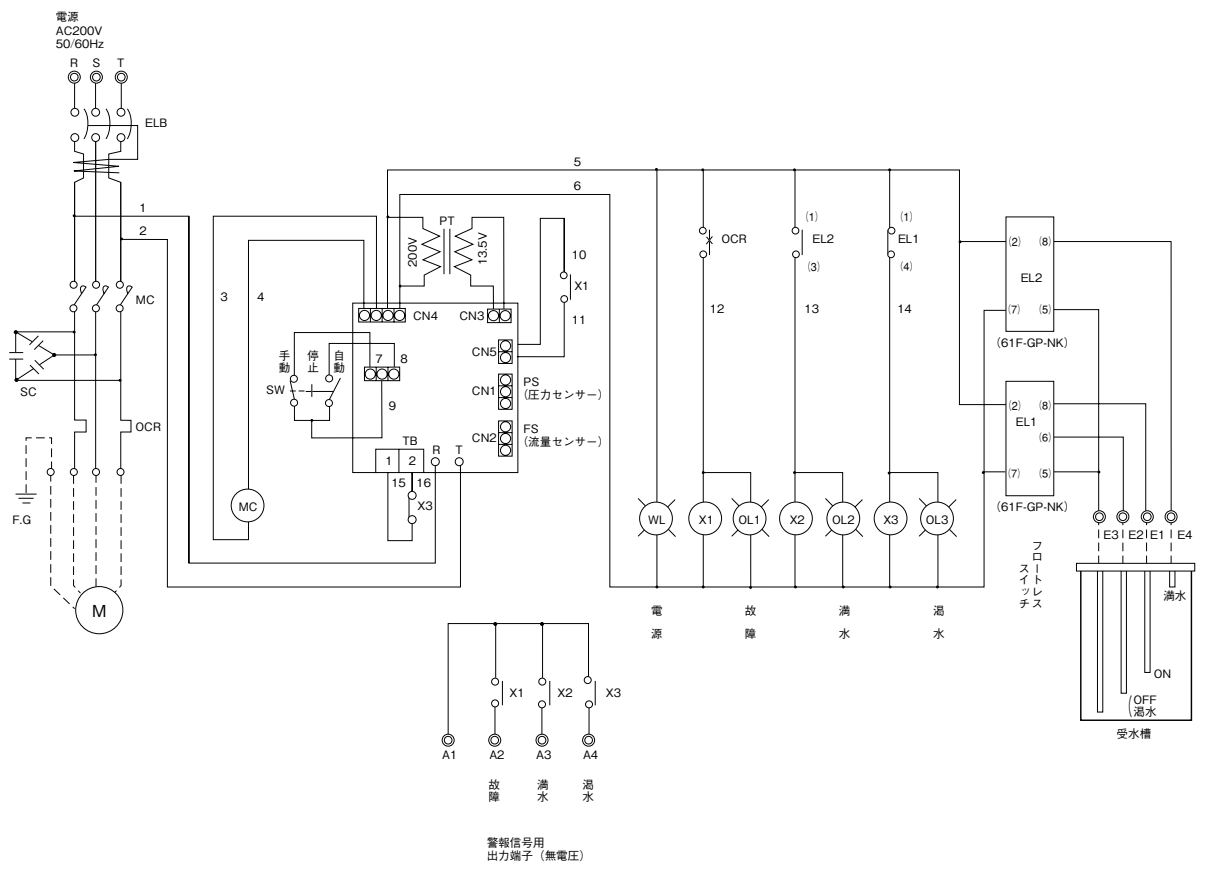 電源
AC200V
50/60Hz
R S T
ELB
1
2
MC
SC
OCR
F.G
M
3 4
MC
5
6
PT
200V
13.5V
CN4
CN3
10
X1
11
CN5
手動 停止 自動
SW
7 8
9
CN1
PS
(圧力センサー)
CN2
FS
(流量センサー)
TB
1 2
R T
15 16
X3
OCR
(1)
EL2
(3)
(1)
EL1
(4)
12
13
14
WL
X1
OL1
X2
OL2
X3
OL3
電源
故障
満水
渇水
(2) (8)
EL2
(7) (5)
(61F-GP-NK)
(2) (8)
EL1
(6)
(7) (5)
(61F-GP-NK)
フロートレス
スイッチ
E3 E2 E1 E4
満水
ON
(OFF
渇水
受水槽
X1 X2 X3
A1 A2 A3 A4
故障
満水
渇水
警報信号用
出力端子（無電圧）